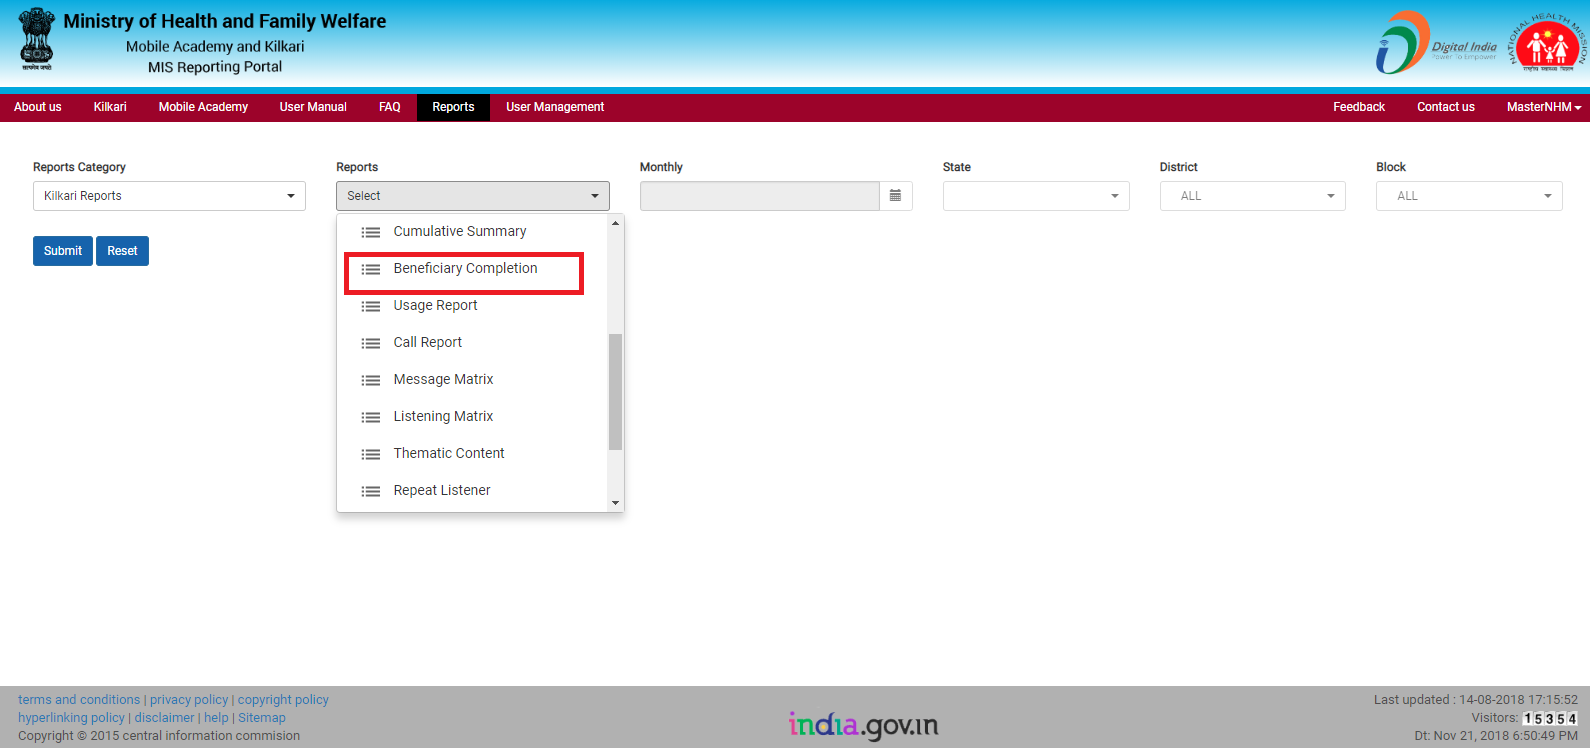 Ministry of Health and Family Welfare
Mobile Academy and Kilkari
MIS Reporting Portal
सत्यमेव जयते
Digital India
Power To Empower
NATIONAL HEALTH MISSION
राष्ट्रीय स्वास्थ्य मिशन
About us Kilkari Mobile Academy User Manual FAQ Reports User Management Feedback Contact us MasterNHM
Reports Category Reports Monthly State District Block
Kilkari Reports Select ALL ALL
Submit Reset
Cumulative Summary
Beneficiary Completion
Usage Report
Call Report
Message Matrix
Listening Matrix
Thematic Content
Repeat Listener
terms and conditions | privacy policy | copyright policy
hyperlinking policy | disclaimer | help | Sitemap
Copyright © 2015 central information commision
india.gov.in
Last updated : 14-08-2018 17:15:52
Visitors: 15354
Dt: Nov 21, 2018 6:50:49 PM